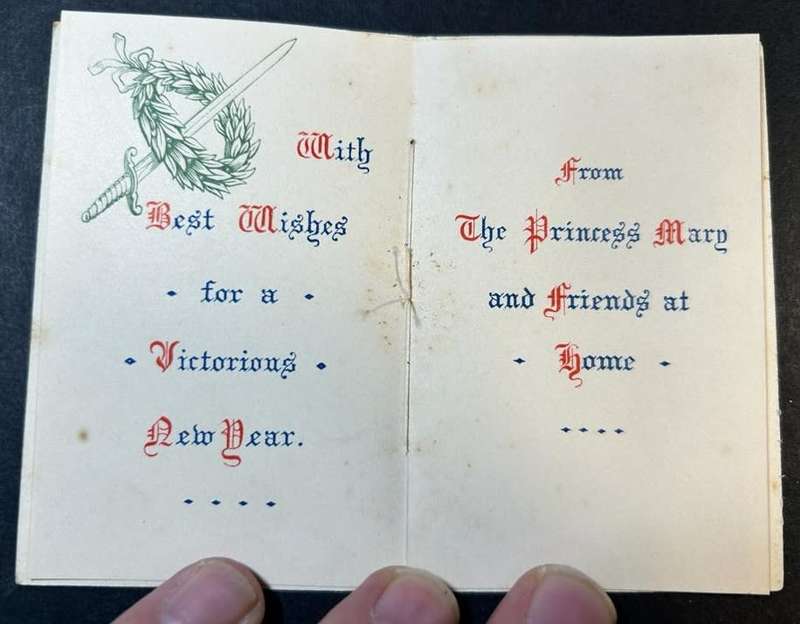 With
Best Wishes
for a
Victorious
New Year.
From
The Princess Mary
and Friends at
Home